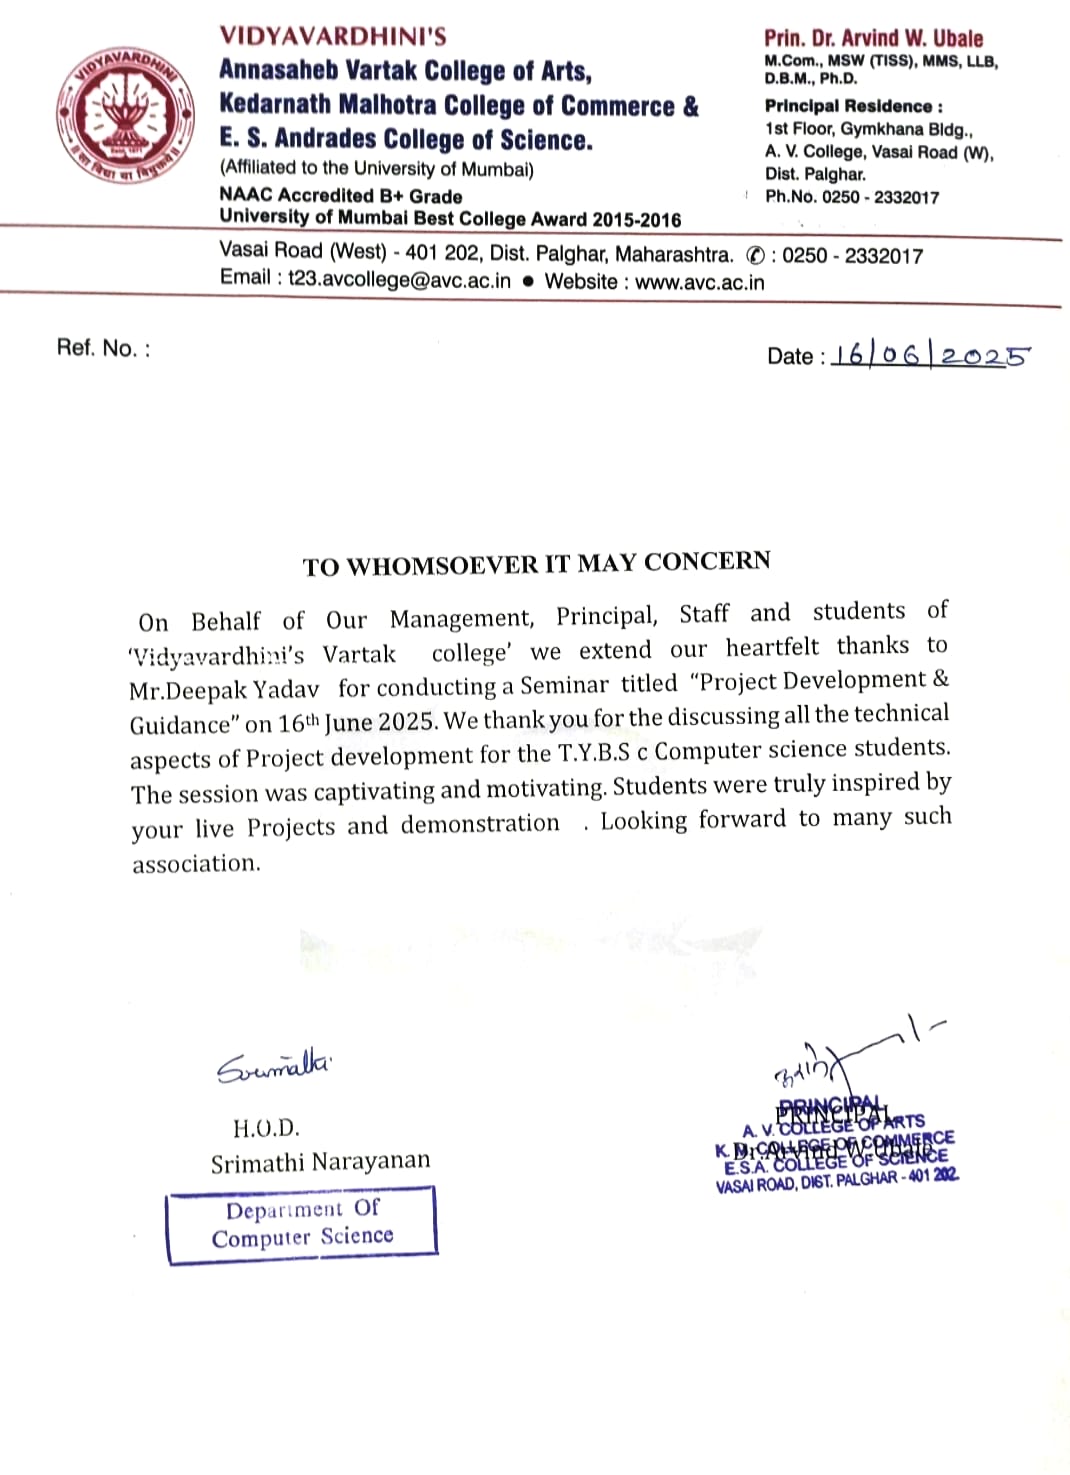 VIDYAVARDHINI'S
Annasaheb Vartak College of Arts,
Kedarnath Malhotra College of Commerce &
E. S. Andrades College of Science.
(Affiliated to the University of Mumbai)
NAAC Accredited B+ Grade
University of Mumbai Best College Award 2015-2016
Prin. Dr. Arvind W. Ubale
M.Com., MSW (TISS), MMS, LLB,
D.B.M., Ph.D.
Principal Residence :
1st Floor, Gymkhana Bldg.,
A. V. College, Vasai Road (W),
Dist. Palghar.
Ph.No. 0250 - 2332017
VIDYAVARDHINI
॥ सा विद्या या विमुक्तये ॥
Vasai Road (West) - 401 202, Dist. Palghar, Maharashtra. ✆ : 0250 - 2332017
Email : t23.avcollege@avc.ac.in ● Website : www.avc.ac.in
Ref. No. :
Date : 16/06/2025
TO WHOMSOEVER IT MAY CONCERN
On Behalf of Our Management, Principal, Staff and students of
‘Vidyavardhini’s Vartak college’ we extend our heartfelt thanks to
Mr.Deepak Yadav for conducting a Seminar titled “Project Development &
Guidance” on 16th June 2025. We thank you for the discussing all the technical
aspects of Project development for the T.Y.B.S c Computer science students.
The session was captivating and motivating. Students were truly inspired by
your live Projects and demonstration . Looking forward to many such
association.
H.O.D.
Srimathi Narayanan
Department Of
Computer Science
PRINCIPAL
PRINCIPAL
A. V. COLLEGE OF ARTS
K. M. COLLEGE OF COMMERCE
Dr. Arvind W. Ubale
E.S.A. COLLEGE OF SCIENCE
VASAI ROAD, DIST. PALGHAR - 401 202.